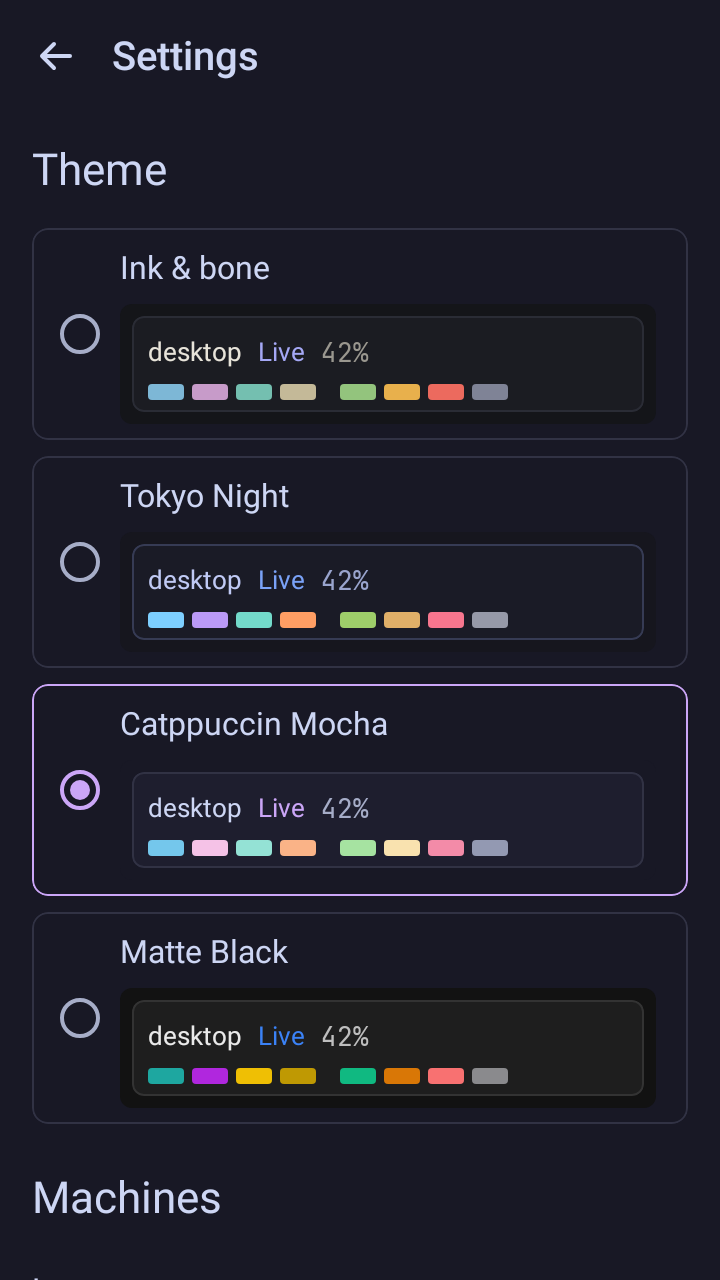 Settings
Theme
Ink & bone
desktop Live 42%
Tokyo Night
desktop Live 42%
Catppuccin Mocha
desktop Live 42%
Matte Black
desktop Live 42%
Machines